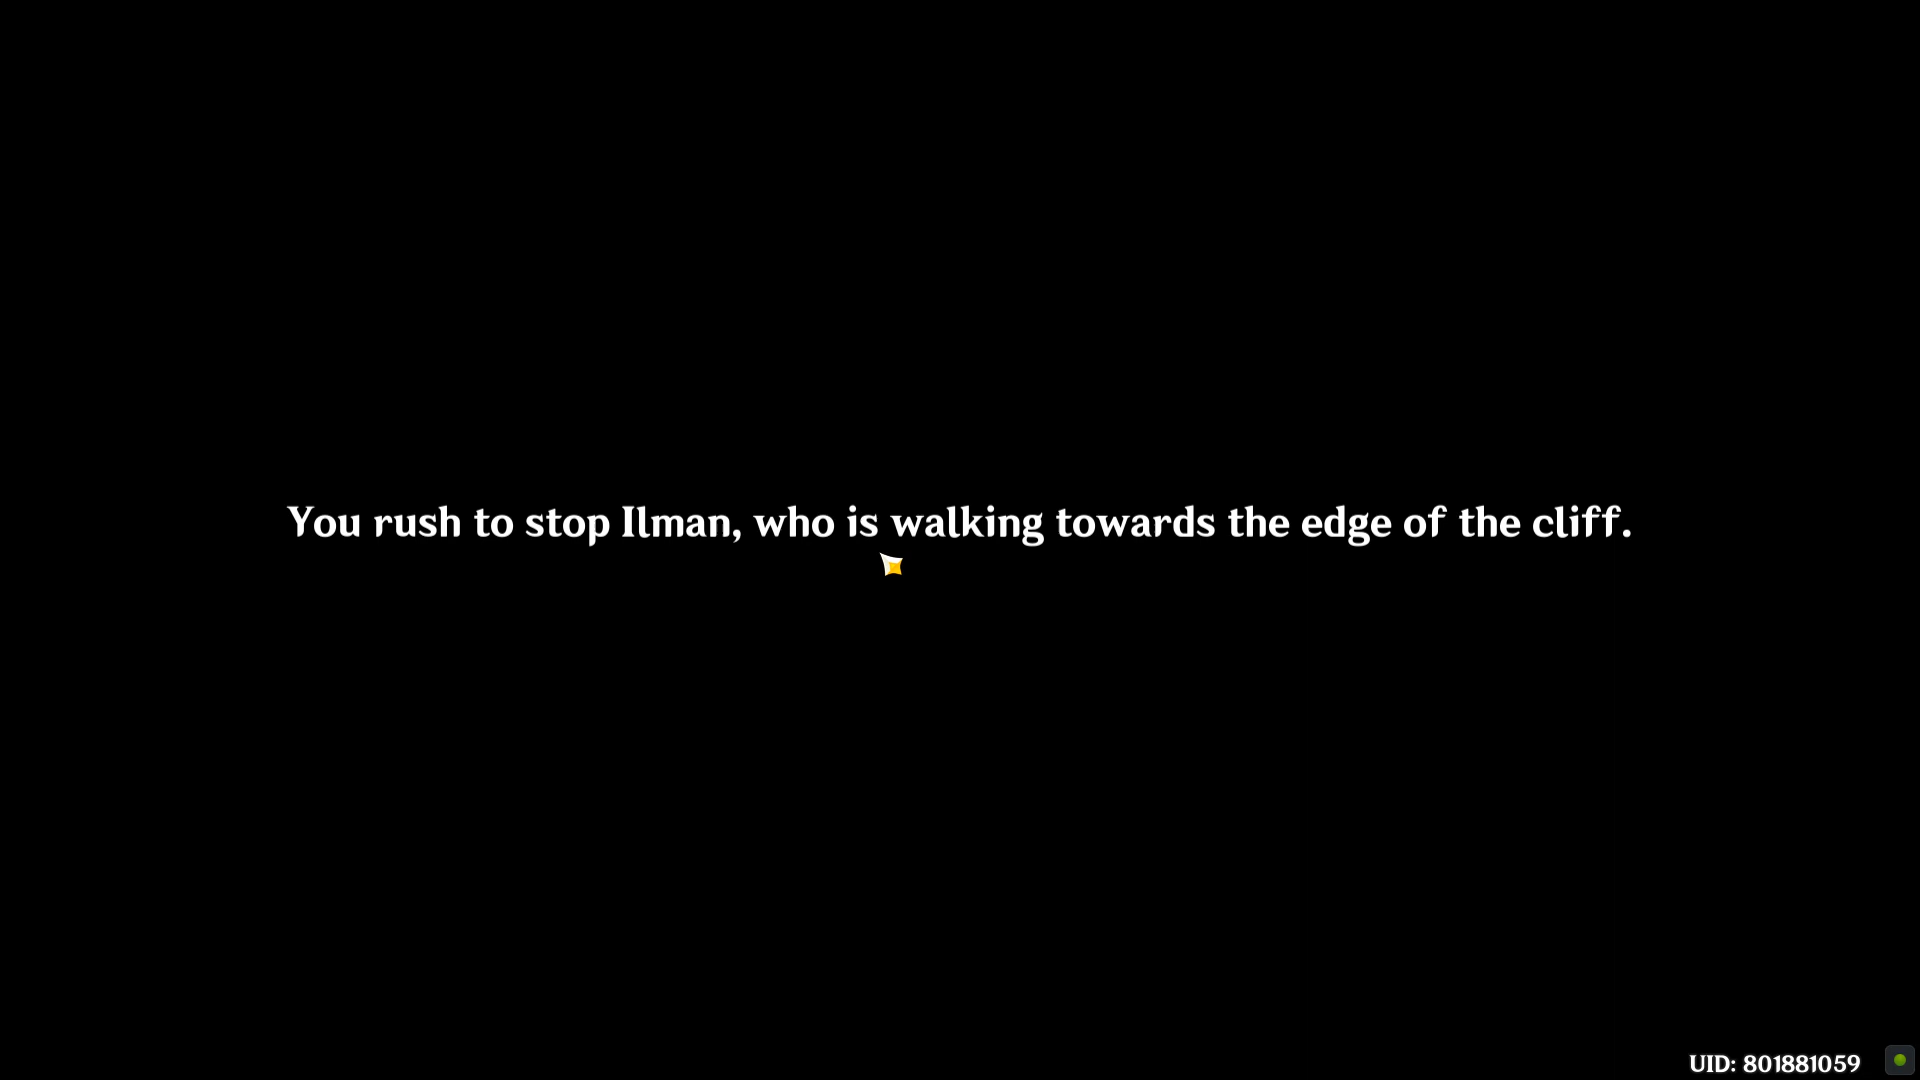 You rush to stop Ilman, who is walking towards the edge of the cliff.
UID: 801881059